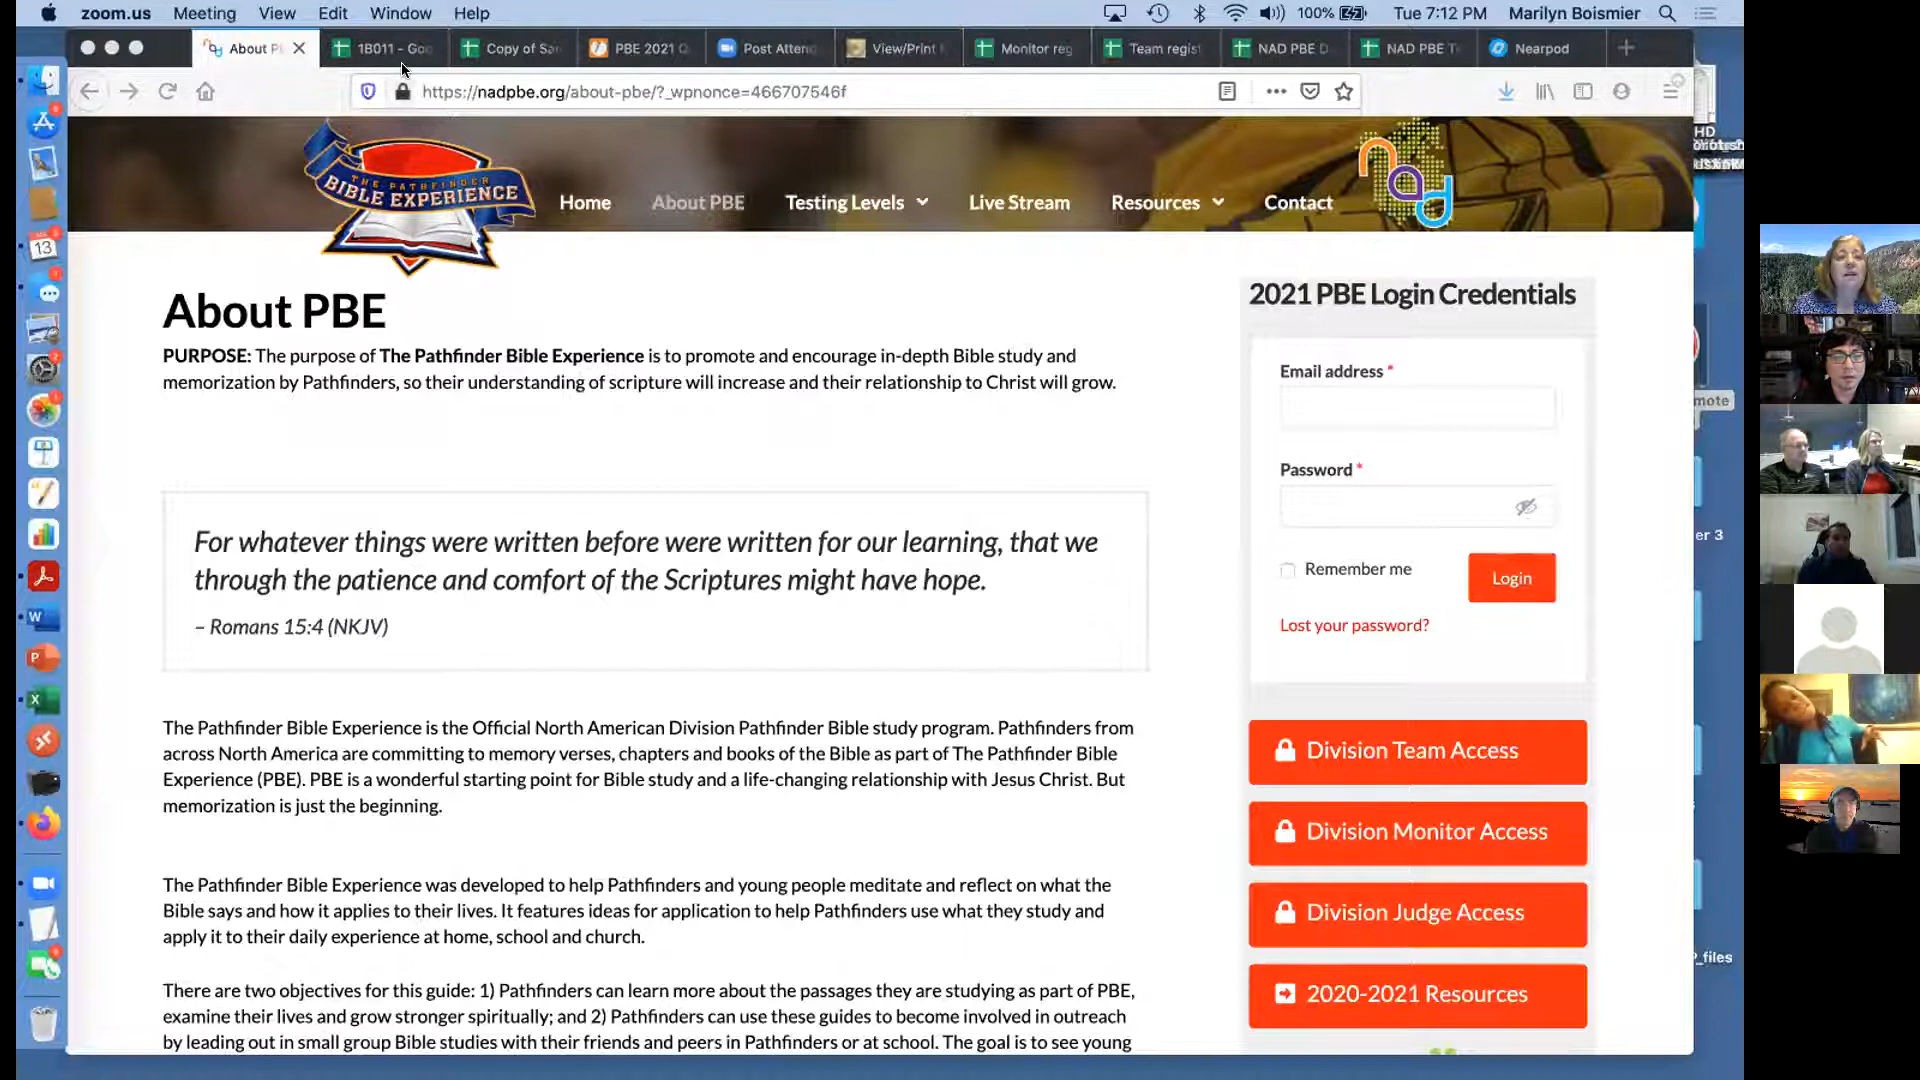 zoom.us Meeting View Edit Window Help 100% Tue 7:12 PM Marilyn Boismier
About P 1B011 - Goo Copy of Sa PBE 2021 Q Post Attend View/Print Monitor reg Team regist NAD PBE D NAD PBE T Nearpod
https://nadpbe.org/about-pbe/?_wpnonce=466707546f
HD
THE PATHFINDER
BIBLE EXPERIENCE
Home About PBE Testing Levels Live Stream Resources Contact
nad
About PBE
PURPOSE: The purpose of The Pathfinder Bible Experience is to promote and encourage in-depth Bible study and
memorization by Pathfinders, so their understanding of scripture will increase and their relationship to Christ will grow.
For whatever things were written before were written for our learning, that we
through the patience and comfort of the Scriptures might have hope.
– Romans 15:4 (NKJV)
The Pathfinder Bible Experience is the Official North American Division Pathfinder Bible study program. Pathfinders from
across North America are committing to memory verses, chapters and books of the Bible as part of The Pathfinder Bible
Experience (PBE). PBE is a wonderful starting point for Bible study and a life-changing relationship with Jesus Christ. But
memorization is just the beginning.
The Pathfinder Bible Experience was developed to help Pathfinders and young people meditate and reflect on what the
Bible says and how it applies to their lives. It features ideas for application to help Pathfinders use what they study and
apply it to their daily experience at home, school and church.
There are two objectives for this guide: 1) Pathfinders can learn more about the passages they are studying as part of PBE,
examine their lives and grow stronger spiritually; and 2) Pathfinders can use these guides to become involved in outreach
by leading out in small group Bible studies with their friends and peers in Pathfinders or at school. The goal is to see young
2021 PBE Login Credentials
Email address *
Password *
Remember me
Login
Lost your password?
Division Team Access
Division Monitor Access
Division Judge Access
2020-2021 Resources
mote
er 3
P_files
13